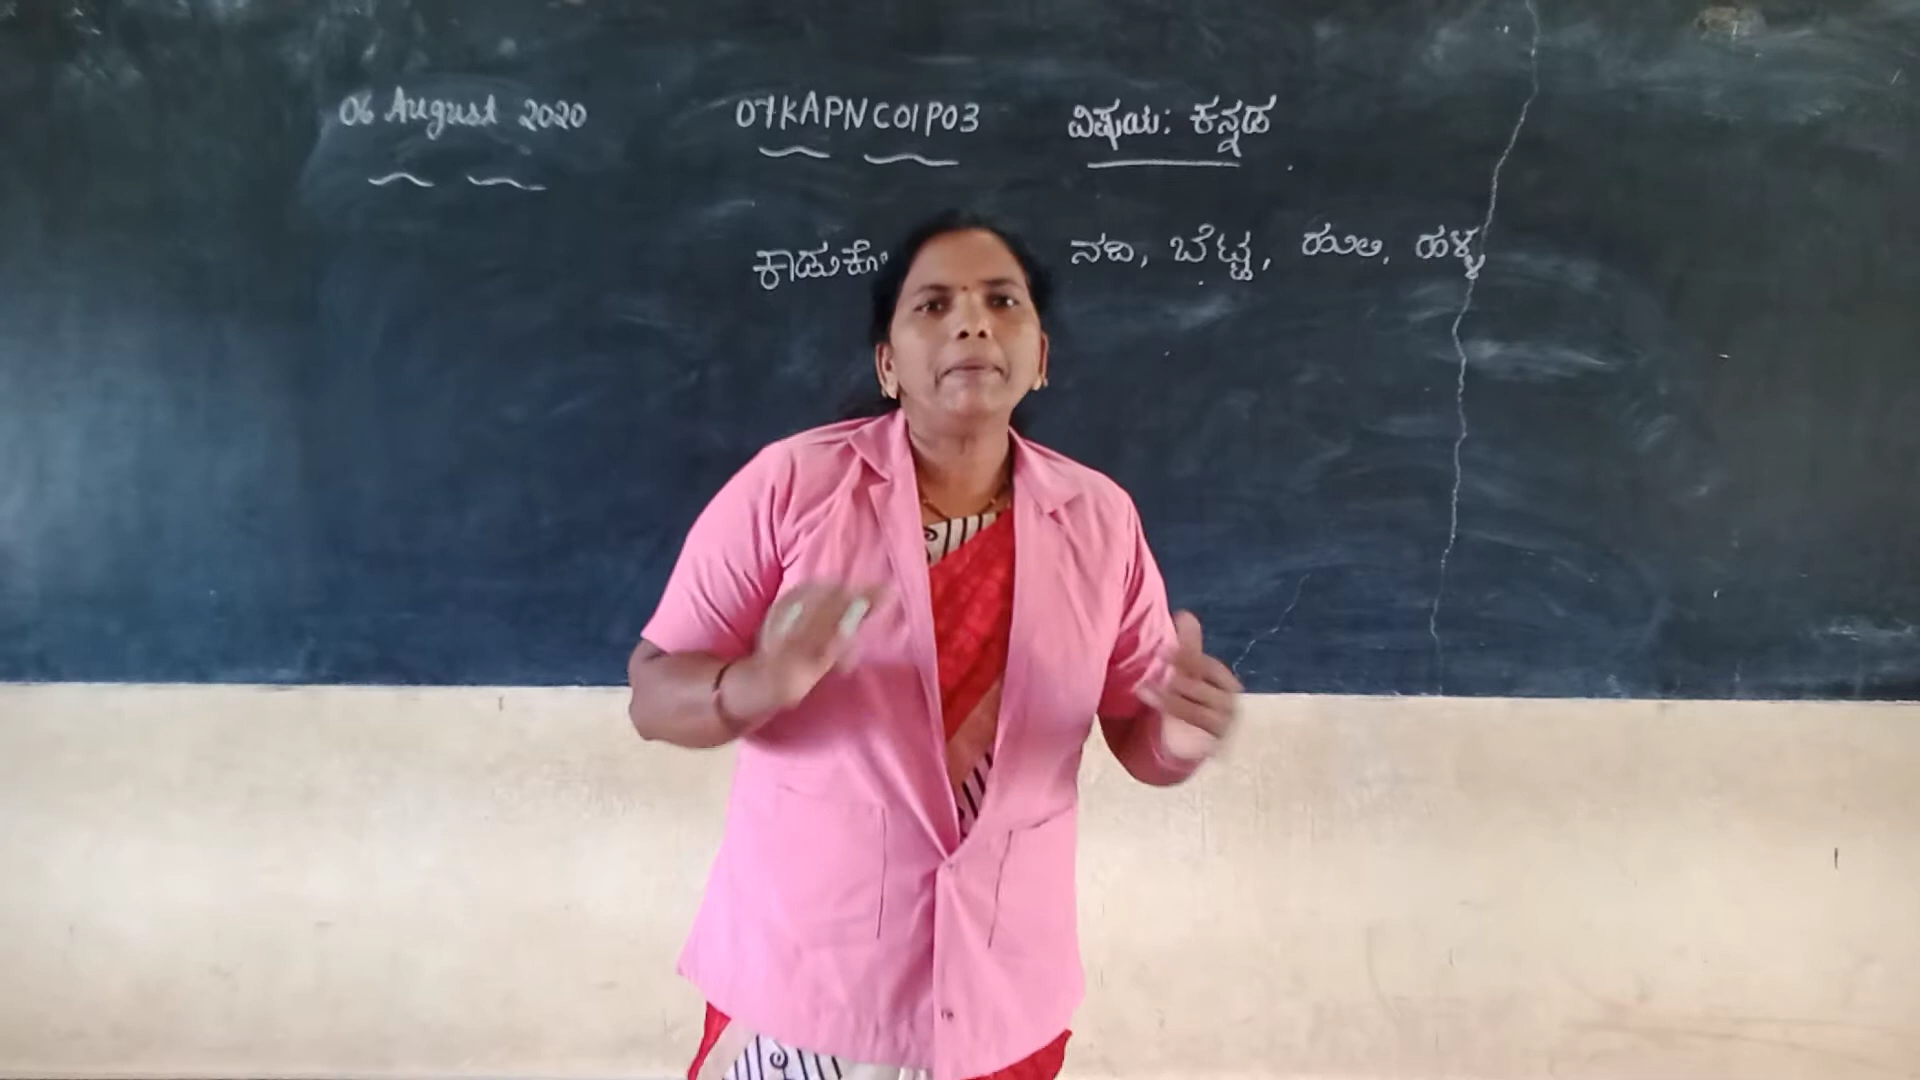 06 August 2020 07KAPNC01P03 ವಿಷಯ: ಕನ್ನಡ
ಕಾಡುಕೋ ನದಿ, ಬೆಟ್ಟ, ಹುಲಿ, ಹಳ್ಳ,